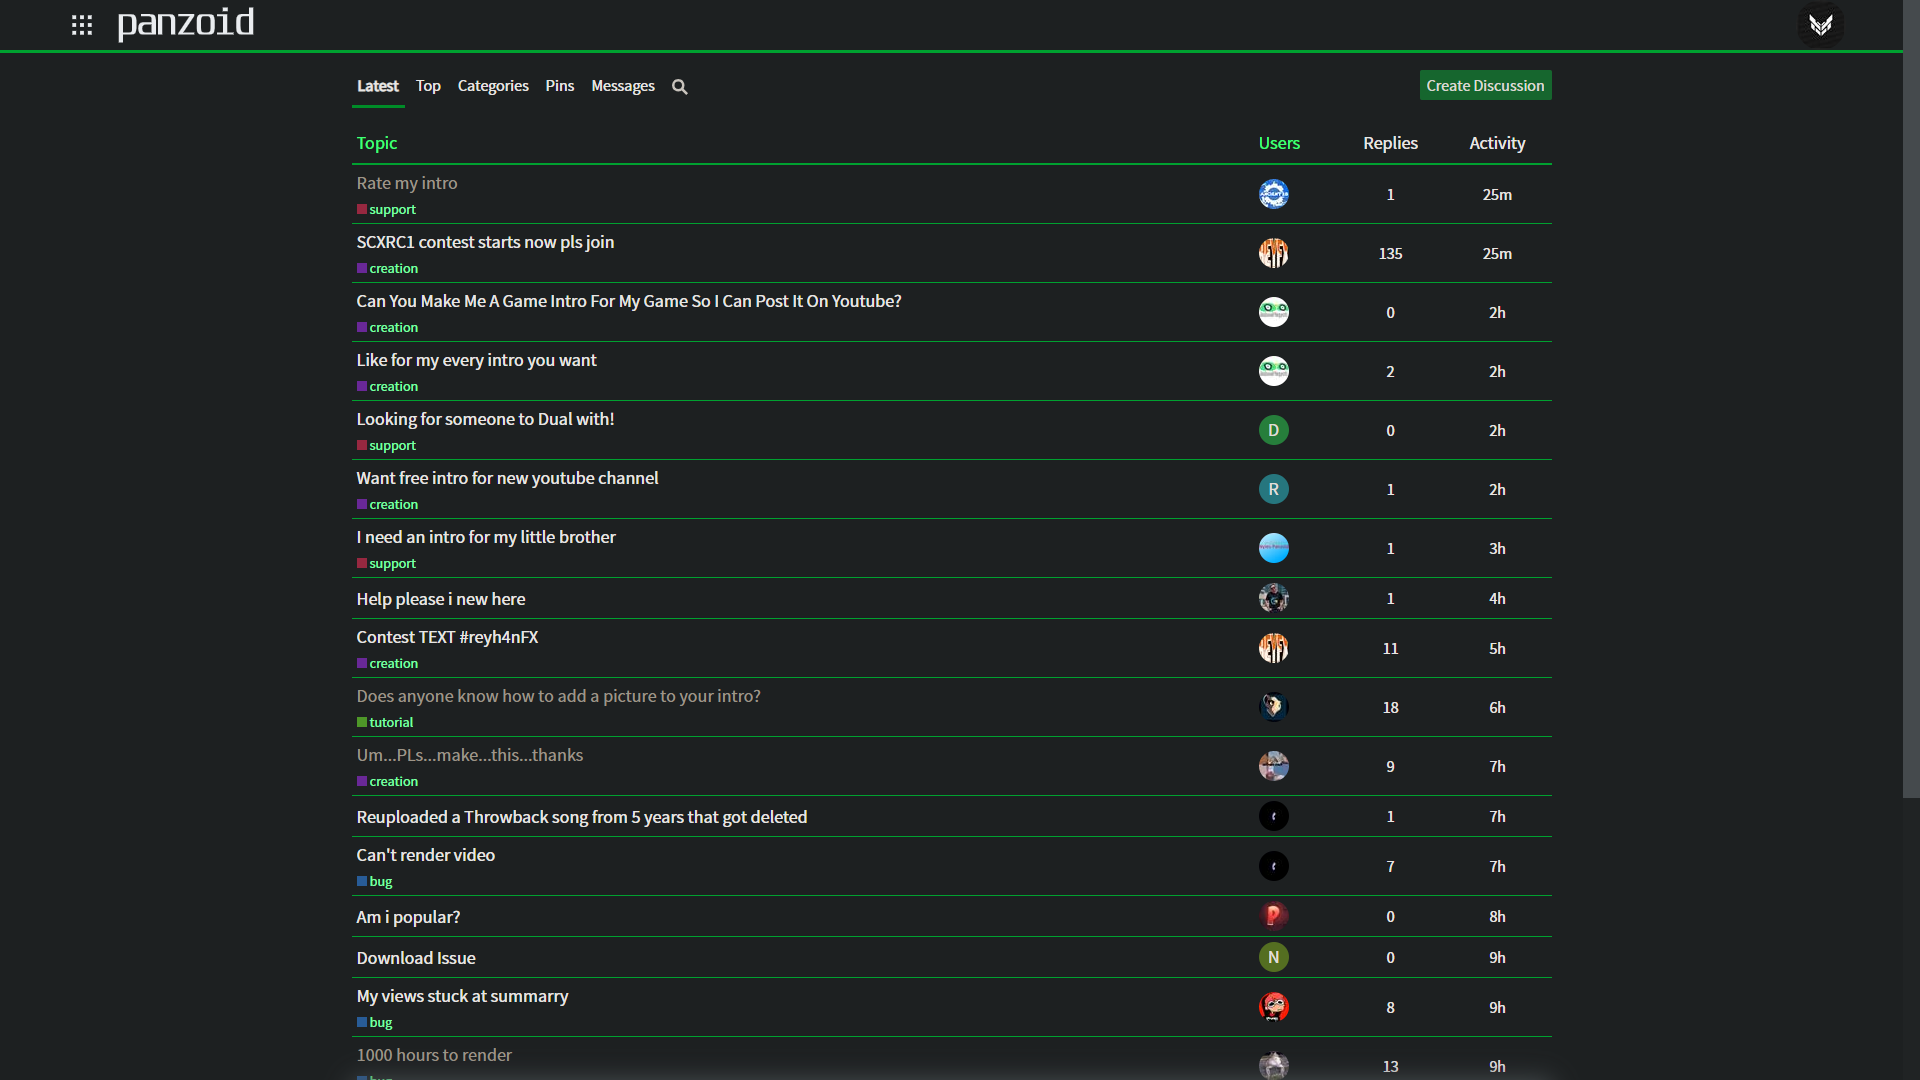 panzoid
Latest Top Categories Pins Messages
Create Discussion
Topic Users Replies Activity
Rate my intro
support
1 25m
SCXRC1 contest starts now pls join
creation
135 25m
Can You Make Me A Game Intro For My Game So I Can Post It On Youtube?
creation
0 2h
Like for my every intro you want
creation
2 2h
Looking for someone to Dual with!
support
D 0 2h
Want free intro for new youtube channel
creation
R 1 2h
I need an intro for my little brother
support
1 3h
Help please i new here
1 4h
Contest TEXT #reyh4nFX
creation
11 5h
Does anyone know how to add a picture to your intro?
tutorial
18 6h
Um...PLs...make...this...thanks
creation
9 7h
Reuploaded a Throwback song from 5 years that got deleted
1 7h
Can't render video
bug
7 7h
Am i popular?
P 0 8h
Download Issue
N 0 9h
My views stuck at summarry
bug
8 9h
1000 hours to render
13 9h